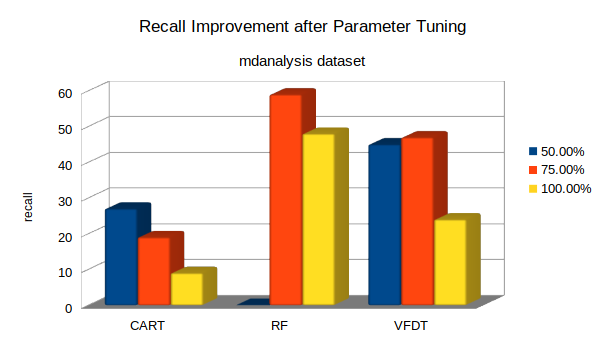 Recall Improvement after Parameter Tuning
mdanalysis dataset
recall
60
50
40
30
20
10
0
CART RF VFDT
50.00%
75.00%
100.00%